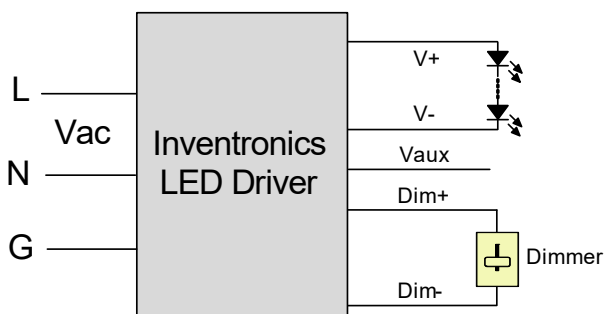 L
Vac
N
G
Inventronics
LED Driver
V+
V-
Vaux
Dim+
Dimmer
Dim-